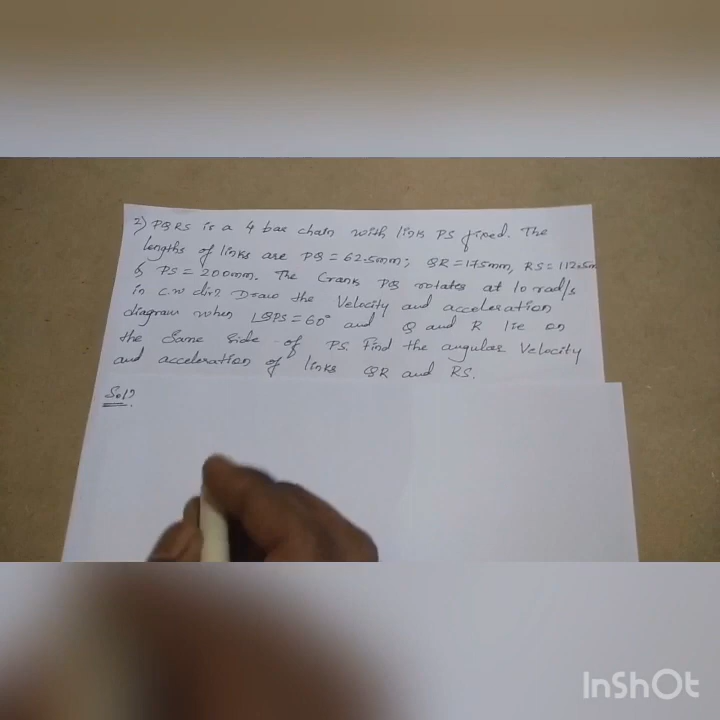 2) PQRS is a 4 bar chain with link PS fixed. The
lengths of links are PQ = 62.5mm; QR = 175mm, RS = 112.5m
& PS = 200mm. The Crank PQ rotates at 10 rad/s
in c.w dirn. Draw the Velocity and acceleration
diagram when ∠QPS = 60° and Q and R lie on
the Same Side of PS. Find the angular Velocity
and acceleration of links QR and RS.
Soln.
InShOt